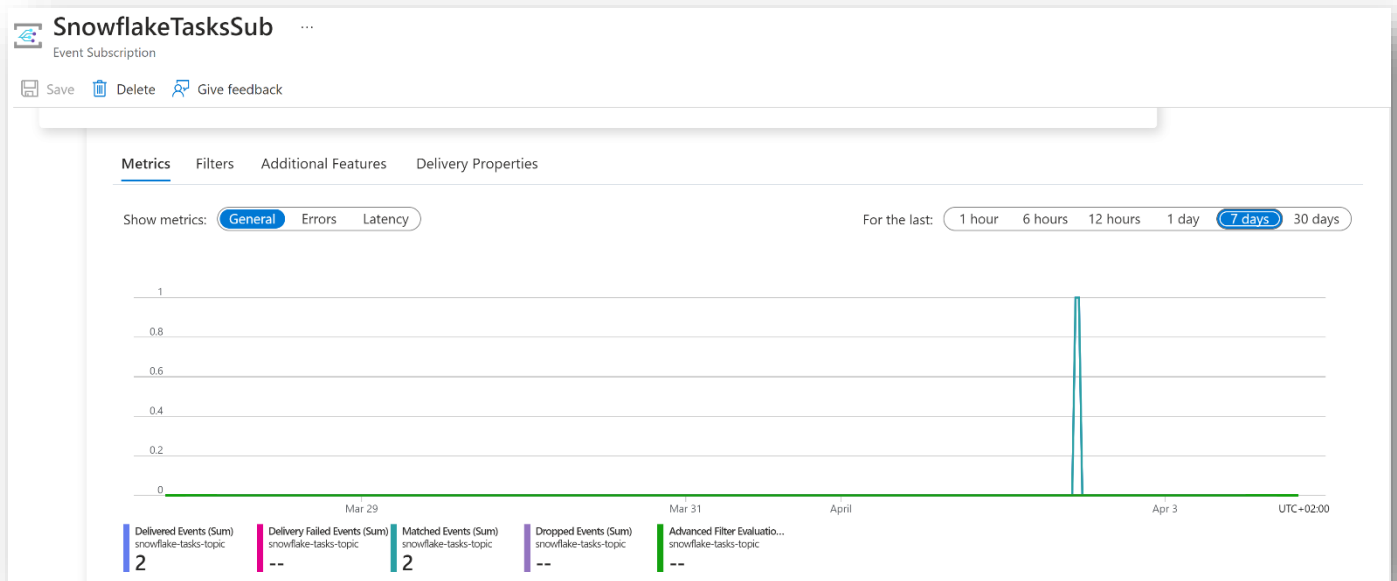 SnowflakeTasksSub ...
Event Subscription
Save Delete Give feedback
Metrics Filters Additional Features Delivery Properties
Show metrics: General Errors Latency For the last: 1 hour 6 hours 12 hours 1 day 7 days 30 days
1
0.8
0.6
0.4
0.2
0
Mar 29 Mar 31 April Apr 3 UTC+02:00
Delivered Events (Sum) Delivery Failed Events (Sum) Matched Events (Sum) Dropped Events (Sum) Advanced Filter Evaluatio...
snowflake-tasks-topic snowflake-tasks-topic snowflake-tasks-topic snowflake-tasks-topic snowflake-tasks-topic
2 -- 2 -- --